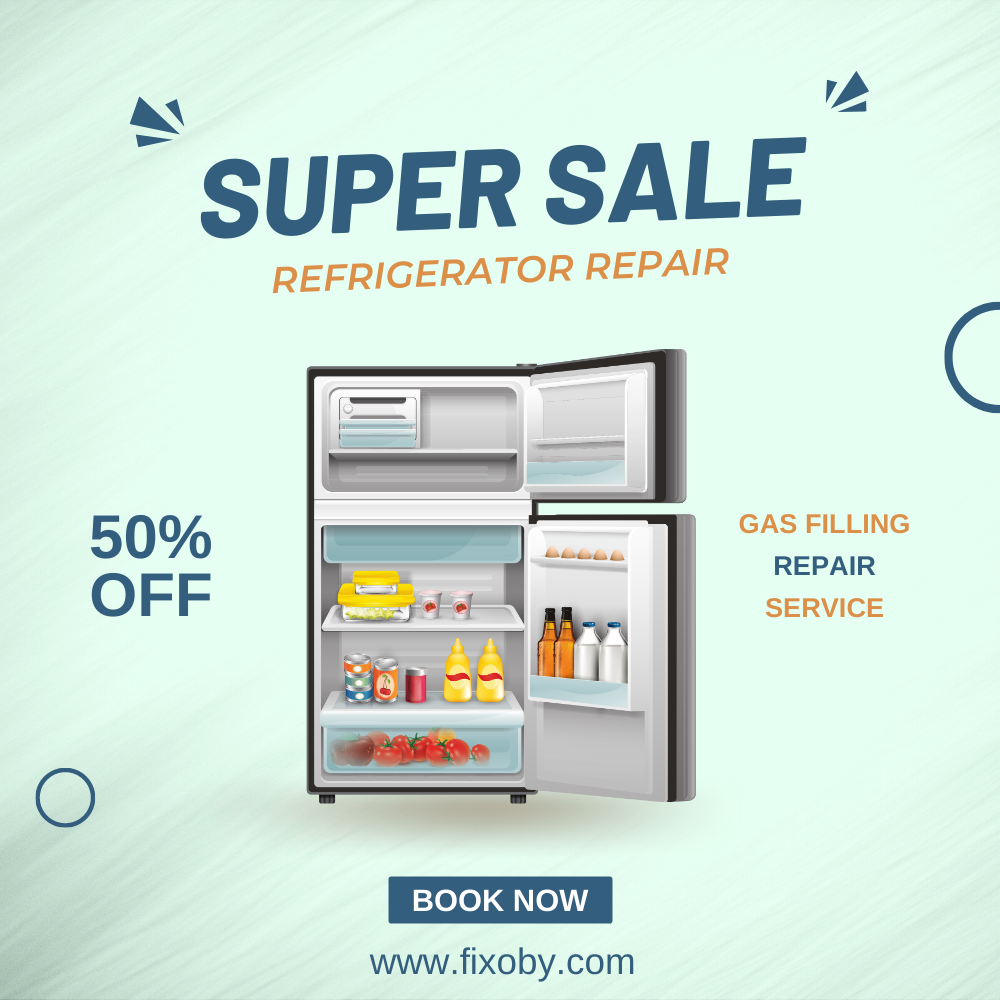 SUPER SALE
REFRIGERATOR REPAIR
50%
OFF
GAS FILLING
REPAIR
SERVICE
BOOK NOW
www.fixoby.com